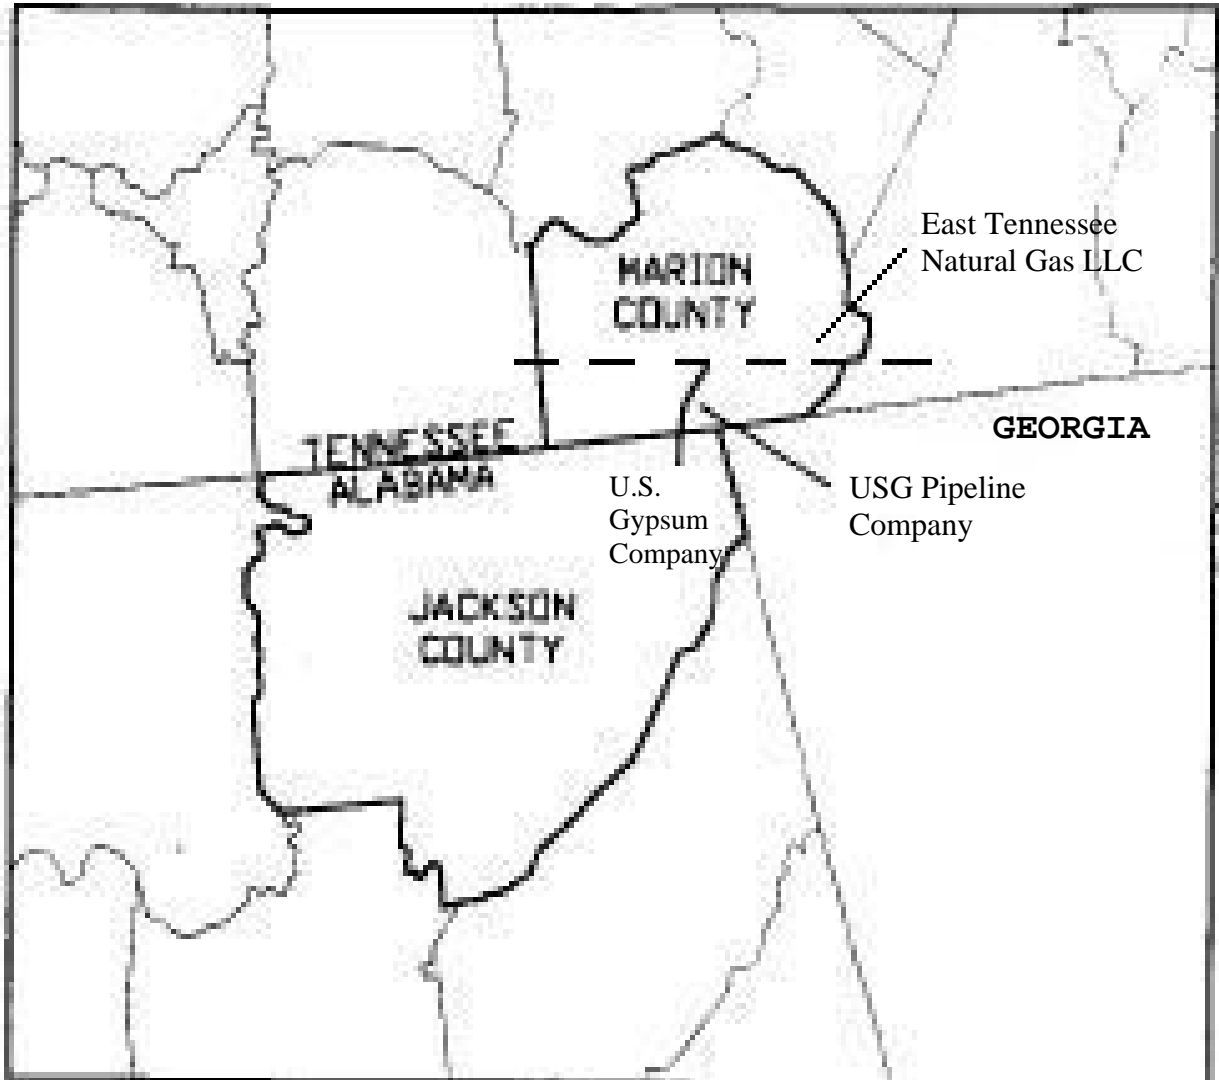 East Tennessee
Natural Gas LLC
MARION
COUNTY
GEORGIA
TENNESSEE
ALABAMA
U.S.
Gypsum
Company
USG Pipeline
Company
JACKSON
COUNTY